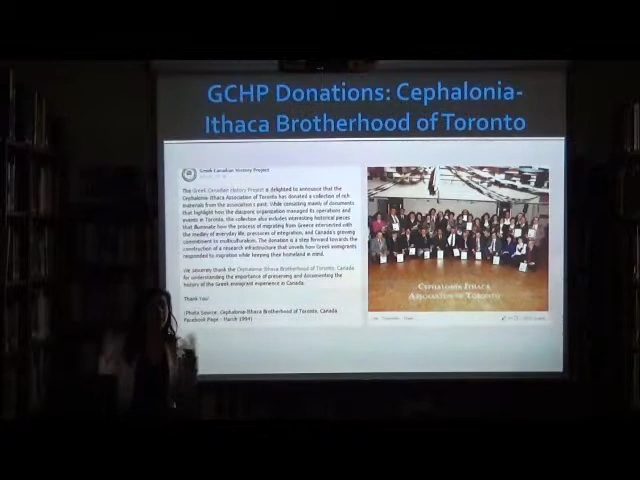 GCHP Donations: Cephalonia-
Ithaca Brotherhood of Toronto
Greek Canadian History Project
The Greek Canadian History Project is delighted to announce that the
Cephalonia-Ithaca Association of Toronto has donated a collection of rich
materials from the association's past. While consisting mainly of documents
that highlight how the diaspora organization managed its operations and
events in Toronto, the collection also includes interesting historical pieces
that illuminate how the process of migrating from Greece intersected with
the medley of everyday life, pressures of integration, and Canada's growing
commitment to multiculturalism. The donation is a step forward towards the
construction of a research infrastructure that unveils how Greek immigrants
responded to migration while keeping their homeland in mind.
We sincerely thank the Cephalonia-Ithaca Brotherhood of Toronto, Canada
for understanding the importance of preserving and documenting the
history of the Greek immigrant experience in Canada.
Thank You!
(Photo Source: Cephalonia-Ithaca Brotherhood of Toronto, Canada
Facebook Page - March 1994)
Cephalonia Ithaca
Association of Toronto